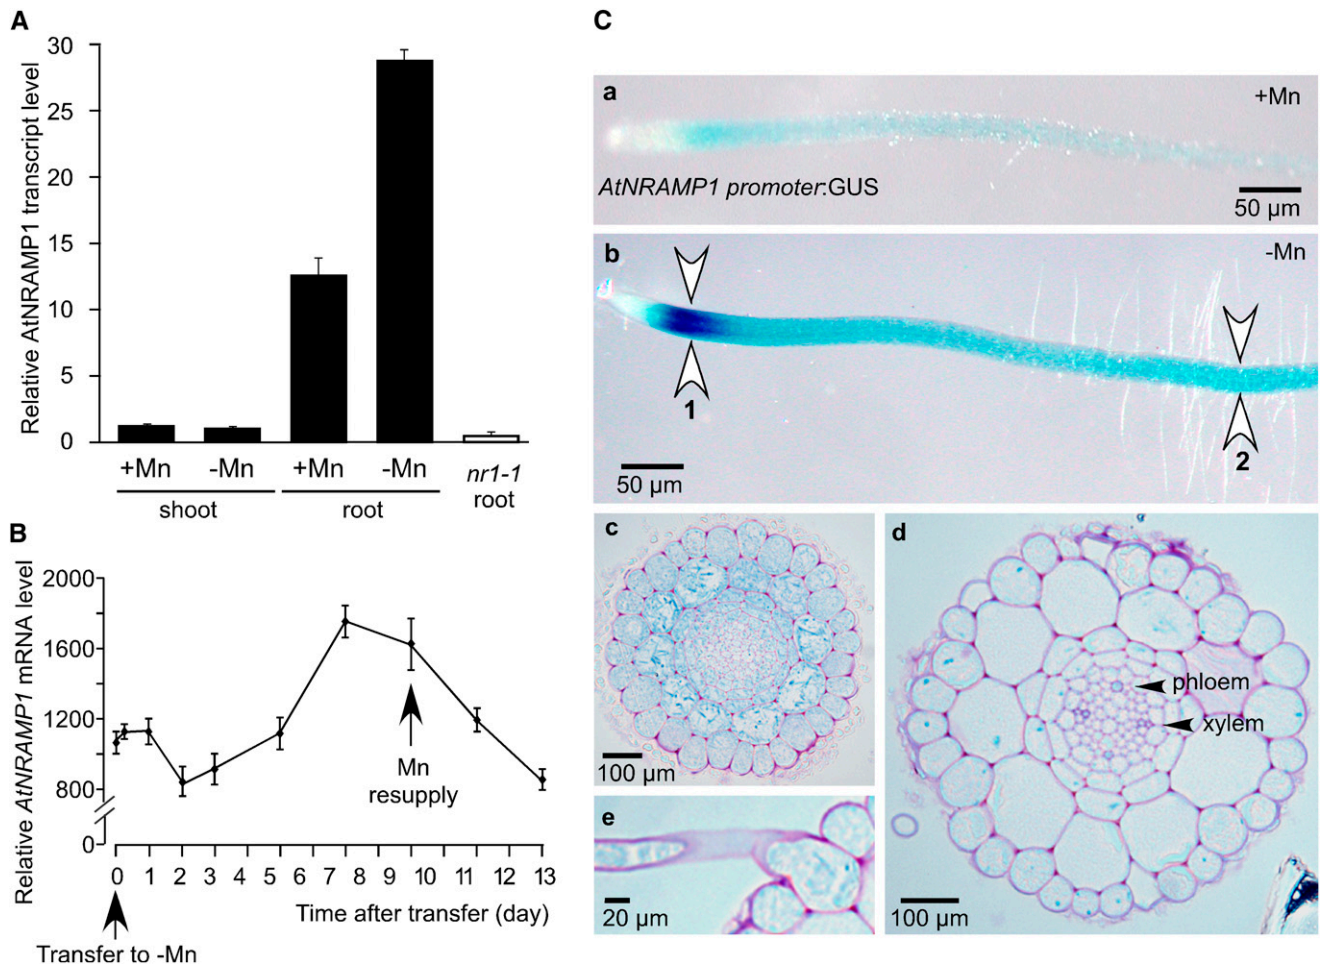 A
Relative AtNRAMP1 transcript level
30
25
20
15
10
5
0
+Mn -Mn +Mn -Mn nr1-1
root
shoot root
B
Relative AtNRAMP1 mRNA level
2000
1600
1200
800
0
Mn
resupply
0 1 2 3 4 5 6 7 8 9 10 11 12 13
Time after transfer (day)
Transfer to -Mn
C
a
+Mn
AtNRAMP1 promoter:GUS
50 µm
b
-Mn
1
2
50 µm
c
100 µm
d
phloem
xylem
100 µm
e
20 µm